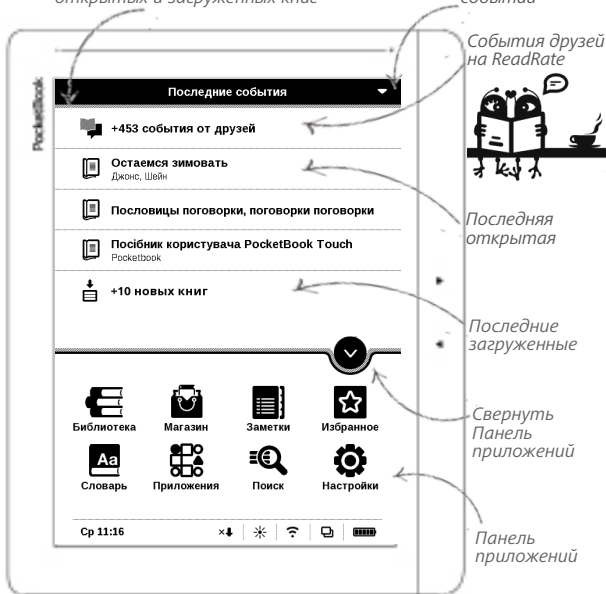 открытых и загруженных книг
событий
События друзей
на ReadRate
PocketBook
Последние события
+453 события от друзей
Остаемся зимовать
Джонс, Шейн
Пословицы поговорки, поговорки поговорки
Посібник користувача PocketBook Touch
Pocketbook
+10 новых книг
Последняя
открытая
Последние
загруженные
Библиотека
Магазин
Заметки
Избранное
Aa
Словарь
Приложения
Поиск
Настройки
Свернуть
Панель
приложений
Ср 11:16
Панель
приложений